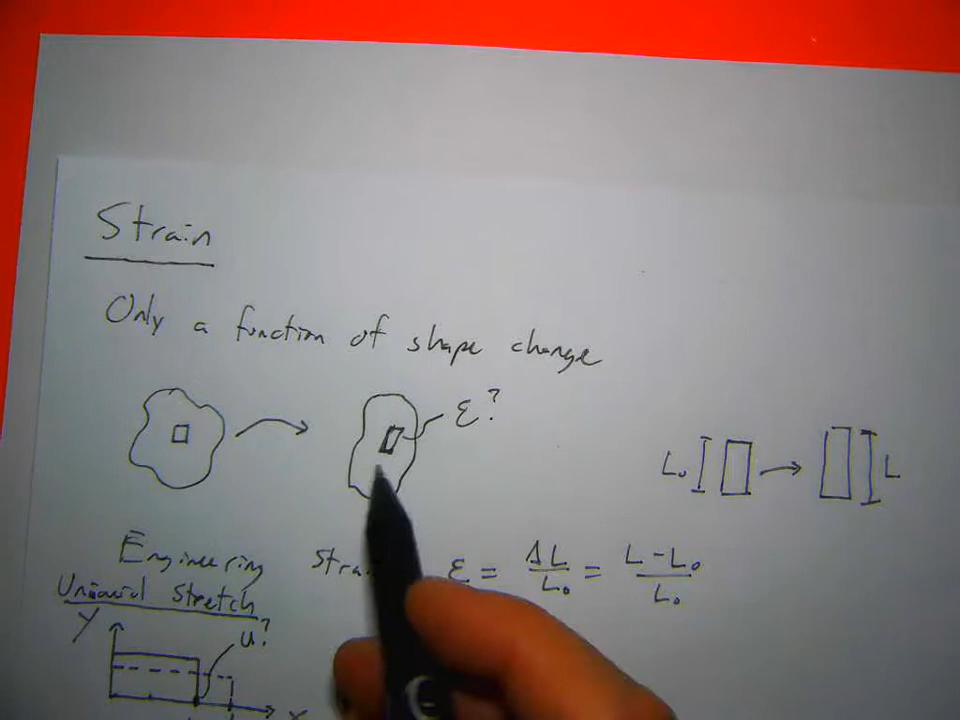 Strain
Only a function of shape change
ε?
L₀ L
Engineering ε = ΔL/L₀ = L - L₀/L₀
Uniaxial Stretch
Y u?
X